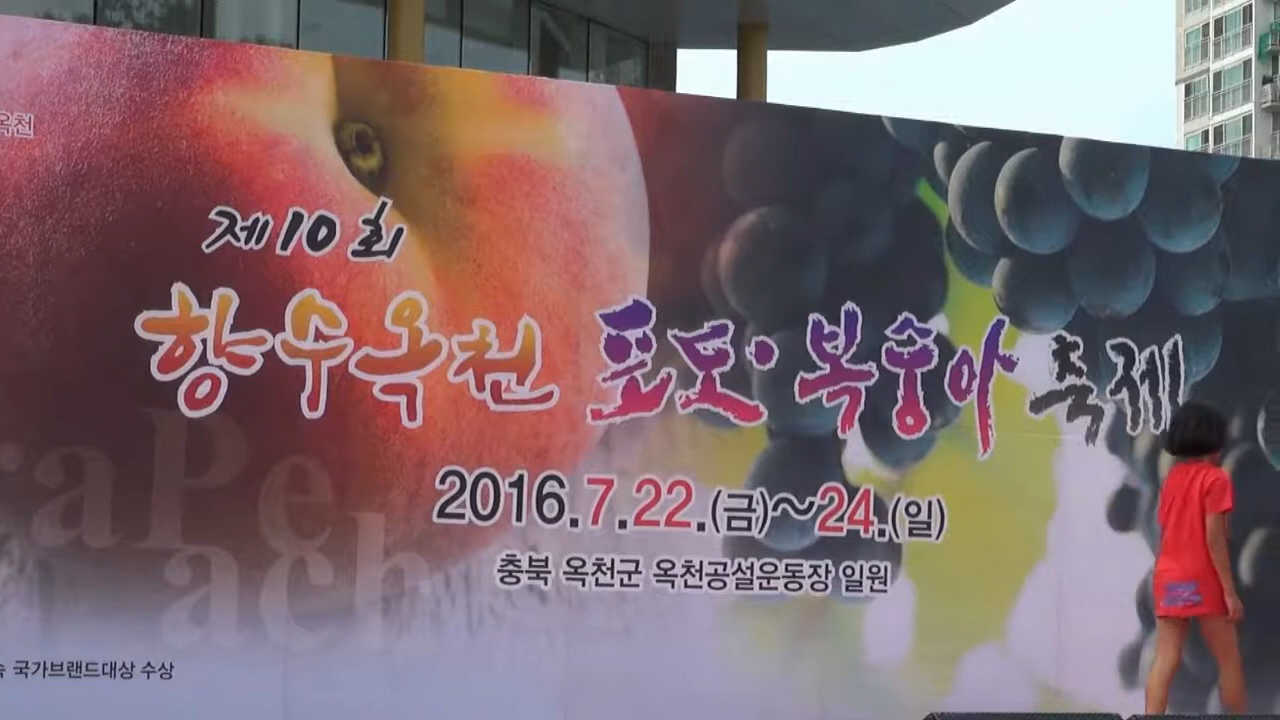 옥천
제10회
향수옥천 포도·복숭아 축제
2016.7.22.(금)~24.(일)
충북 옥천군 옥천공설운동장 일원
raPe
ach
국가브랜드대상 수상